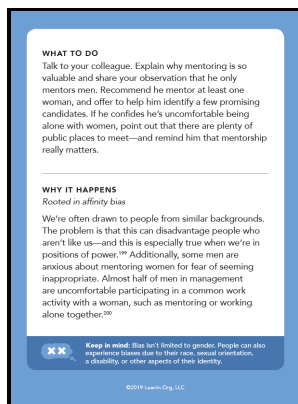 WHAT TO DO
Talk to your colleague. Explain why mentoring is so
valuable and share your observation that he only
mentors men. Recommend he mentor at least one
woman, and offer to help him identify a few promising
candidates. If he confides he's uncomfortable being
alone with women, point out that there are plenty of
public places to meet—and remind him that mentorship
really matters.
WHY IT HAPPENS
Rooted in affinity bias
We're often drawn to people from similar backgrounds.
The problem is that this can disadvantage people who
aren't like us—and this is especially true when we're in
positions of power.¹⁹⁹ Additionally, some men are
anxious about mentoring women for fear of seeming
inappropriate. Almost half of men in management
are uncomfortable participating in a common work
activity with a woman, such as mentoring or working
alone together.²⁰⁰
Keep in mind: Bias isn't limited to gender. People can also
experience biases due to their race, sexual orientation,
a disability, or other aspects of their identity.
©2019 LeanIn.Org, LLC